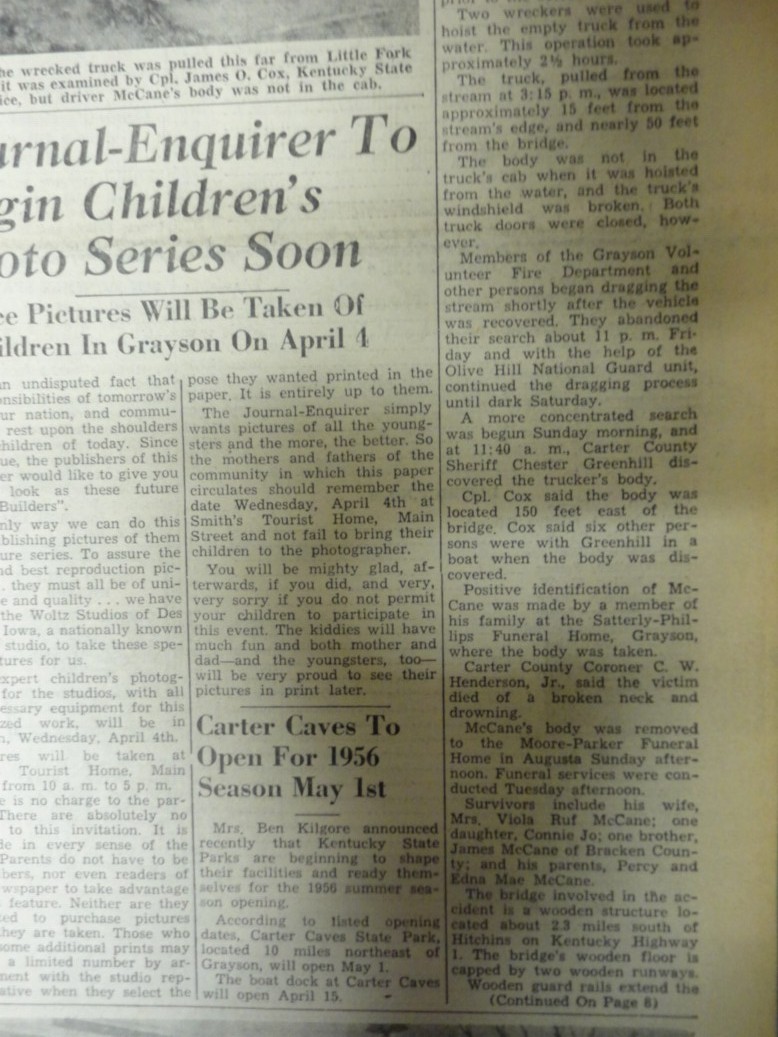 he wrecked truck was pulled this far from Little Fork
it was examined by Cpl. James O. Cox, Kentucky State
ice, but driver McCane's body was not in the cab.
urnal-Enquirer To
gin Children's
oto Series Soon
ee Pictures Will Be Taken Of
ildren In Grayson On April 4
an undisputed fact that
onsibilities of tomorrow's
ur nation, and commu-
rest upon the shoulders
children of today. Since
ue, the publishers of this
er would like to give you
look as these future
Builders".
nly way we can do this
blishing pictures of them
ure series. To assure the
nd best reproduction pic-
. they must all be of uni-
e and quality . . . we have
the Woltz Studios of Des
Iowa, a nationally known
studio, to take these spe-
tures for us.
expert children's photog-
for the studios, with all
essary equipment for this
zed work, will be in
n, Wednesday, April 4th.
res will be taken at
Tourist Home, Main
from 10 a. m. to 5 p. m.
e is no charge to the par-
There are absolutely no
to this invitation. It is
de in every sense of the
Parents do not have to be
bers, nor even readers of
wspaper to take advantage
feature. Neither are they
ted to purchase pictures
hey are taken. Those who
some additional prints may
a limited number by ar-
ment with the studio rep-
ative when they select the
pose they wanted printed in the
paper. It is entirely up to them.
The Journal-Enquirer simply
wants pictures of all the young-
sters and the more, the better. So
the mothers and fathers of the
community in which this paper
circulates should remember the
date Wednesday, April 4th at
Smith's Tourist Home, Main
Street and not fail to bring their
children to the photographer.
You will be mighty glad, af-
terwards, if you did, and very,
very sorry if you do not permit
your children to participate in
this event. The kiddies will have
much fun and both mother and
dad—and the youngsters, too—
will be very proud to see their
pictures in print later.
Carter Caves To
Open For 1956
Season May 1st
Mrs. Ben Kilgore announced
recently that Kentucky State
Parks are beginning to shape
their facilities and ready them-
selves for the 1956 summer sea-
son opening.
According to listed opening
dates, Carter Caves State Park,
located 10 miles northeast of
Grayson, will open May 1.
The boat dock at Carter Caves
will open April 15.
Two wreckers were used to
hoist the empty truck from the
water. This operation took ap-
proximately 2½ hours.
The truck, pulled from the
stream at 3:15 p. m., was located
approximately 15 feet from the
stream's edge, and nearly 50 feet
from the bridge.
The body was not in the
truck's cab when it was hoisted
from the water, and the truck's
windshield was broken. Both
truck doors were closed, how-
ever.
Members of the Grayson Vol-
unteer Fire Department and
other persons began dragging the
stream shortly after the vehicle
was recovered. They abandoned
their search about 11 p. m. Fri-
day and with the help of the
Olive Hill National Guard unit,
continued the dragging process
until dark Saturday.
A more concentrated search
was begun Sunday morning, and
at 11:40 a. m., Carter County
Sheriff Chester Greenhill dis-
covered the trucker's body.
Cpl. Cox said the body was
located 150 feet east of the
bridge. Cox said six other per-
sons were with Greenhill in a
boat when the body was dis-
covered.
Positive identification of Mc-
Cane was made by a member of
his family at the Satterly-Phil-
lips Funeral Home, Grayson,
where the body was taken.
Carter County Coroner C. W.
Henderson, Jr., said the victim
died of a broken neck and
drowning.
McCane's body was removed
to the Moore-Parker Funeral
Home in Augusta Sunday after-
noon. Funeral services were con-
ducted Tuesday afternoon.
Survivors include his wife,
Mrs. Viola Ruf McCane; one
daughter, Connie Jo; one brother,
James McCane of Bracken Coun-
ty; and his parents, Percy and
Edna Mae McCane.
The bridge involved in the ac-
cident is a wooden structure lo-
cated about 2.3 miles south of
Hitchins on Kentucky Highway
1. The bridge's wooden floor is
capped by two wooden runways.
Wooden guard rails extend the
(Continued On Page 8)